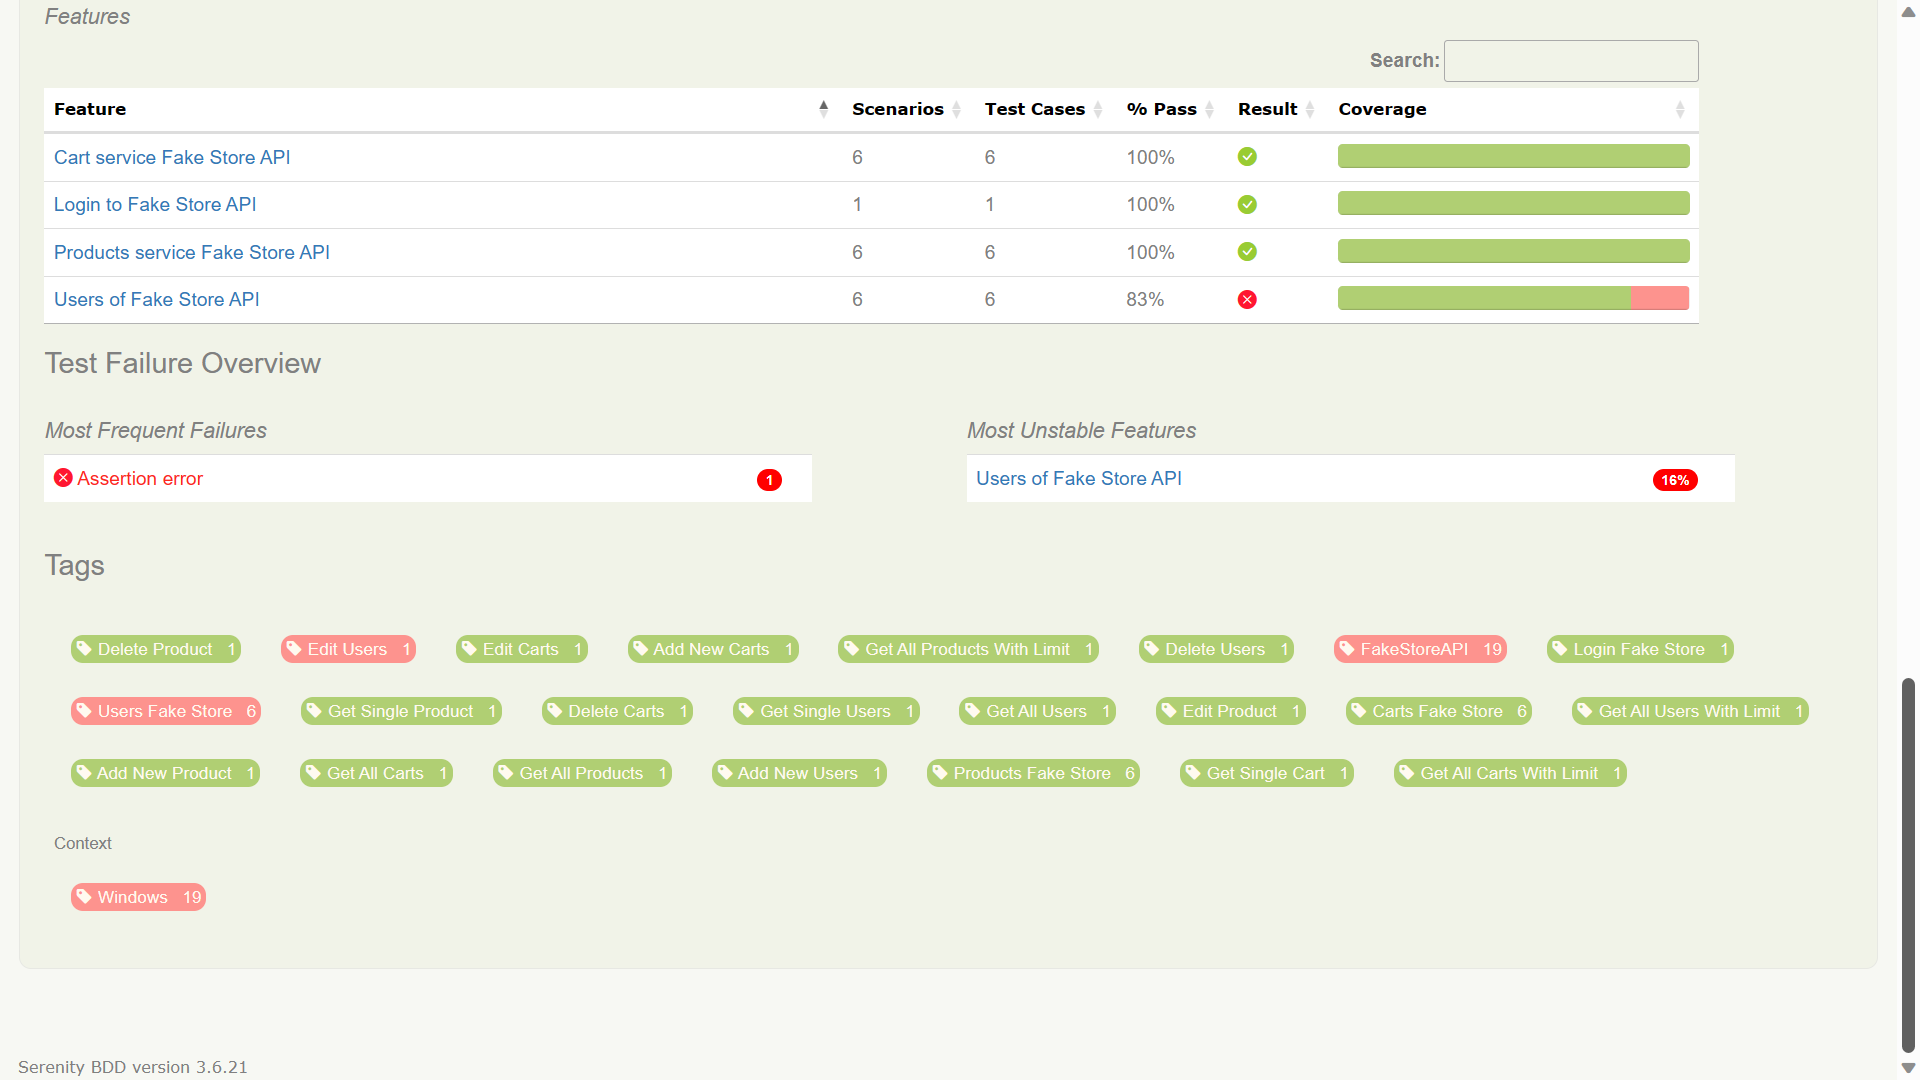 Features
Search:
Feature Scenarios Test Cases % Pass Result Coverage
Cart service Fake Store API 6 6 100%
Login to Fake Store API 1 1 100%
Products service Fake Store API 6 6 100%
Users of Fake Store API 6 6 83%
Test Failure Overview
Most Frequent Failures Most Unstable Features
Assertion error 1 Users of Fake Store API 16%
Tags
Delete Product 1 Edit Users 1 Edit Carts 1 Add New Carts 1 Get All Products With Limit 1 Delete Users 1 FakeStoreAPI 19 Login Fake Store 1
Users Fake Store 6 Get Single Product 1 Delete Carts 1 Get Single Users 1 Get All Users 1 Edit Product 1 Carts Fake Store 6 Get All Users With Limit 1
Add New Product 1 Get All Carts 1 Get All Products 1 Add New Users 1 Products Fake Store 6 Get Single Cart 1 Get All Carts With Limit 1
Context
Windows 19
Serenity BDD version 3.6.21